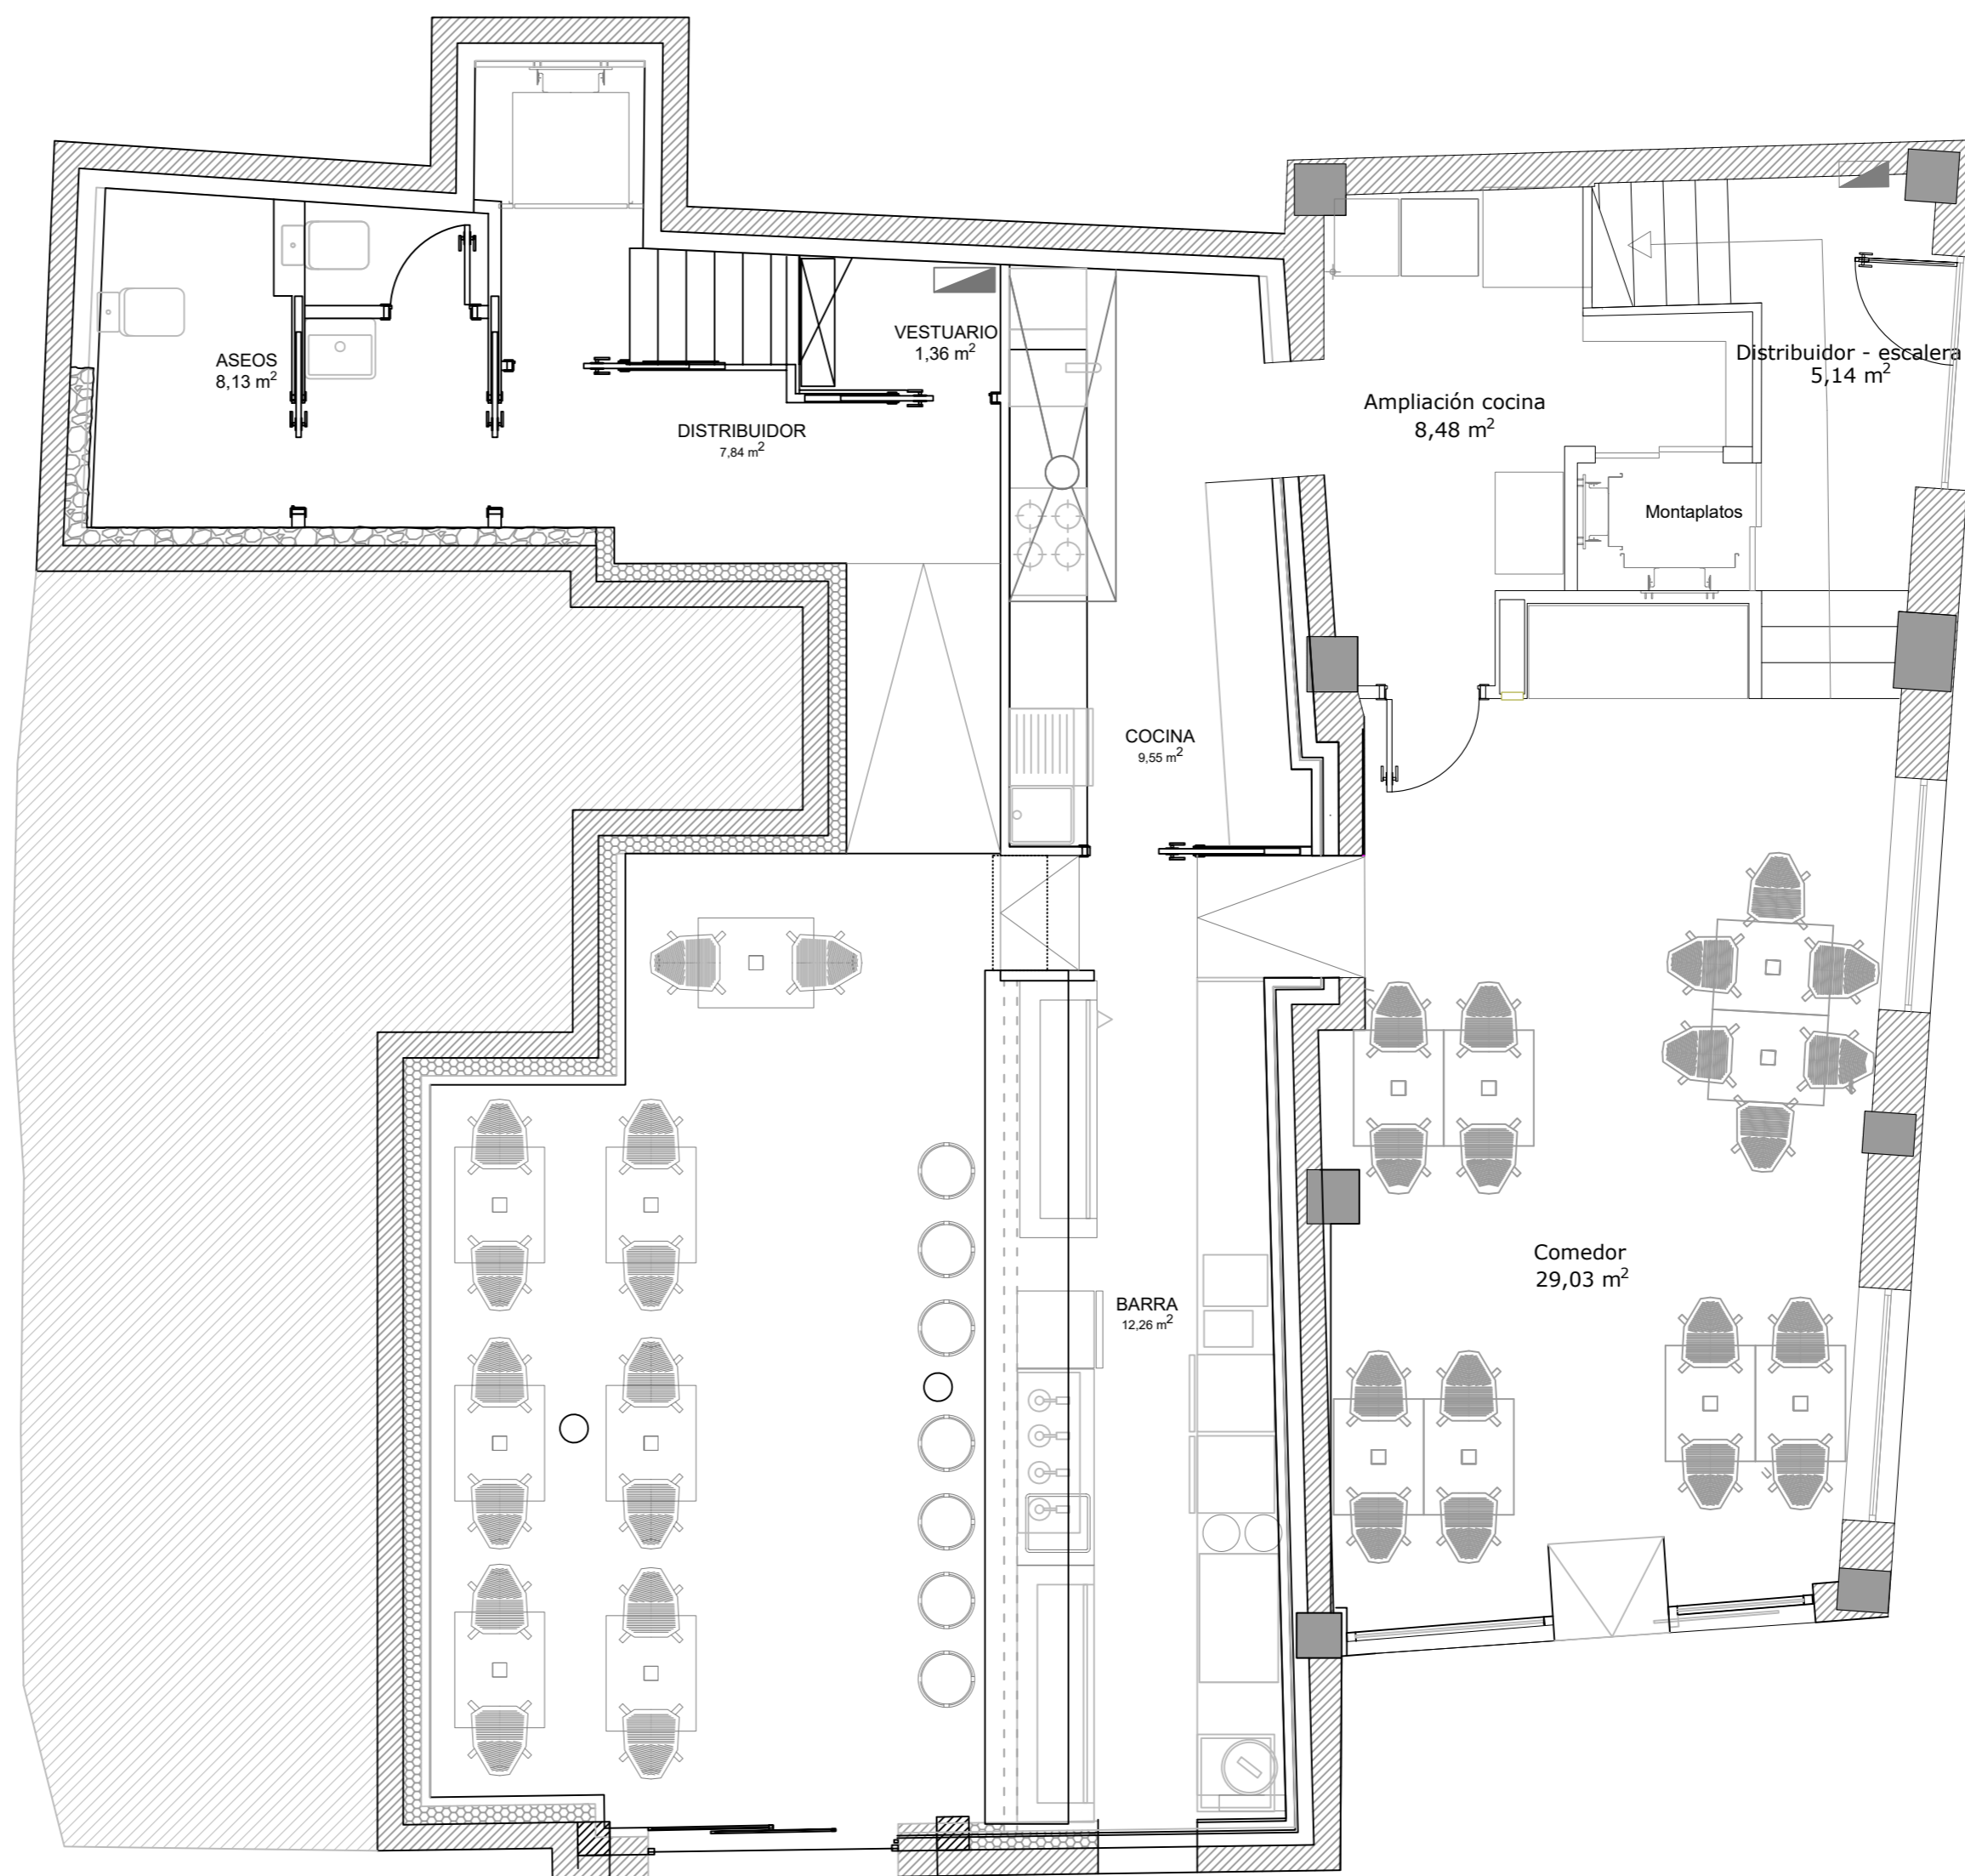 VESTUARIO
1,36 m²
ASEOS
8,13 m²
Distribuidor - escalera
5,14 m²
DISTRIBUIDOR
7,84 m²
Ampliación cocina
8,48 m²
Montaplatos
COCINA
9,55 m²
Comedor
29,03 m²
BARRA
12,26 m²